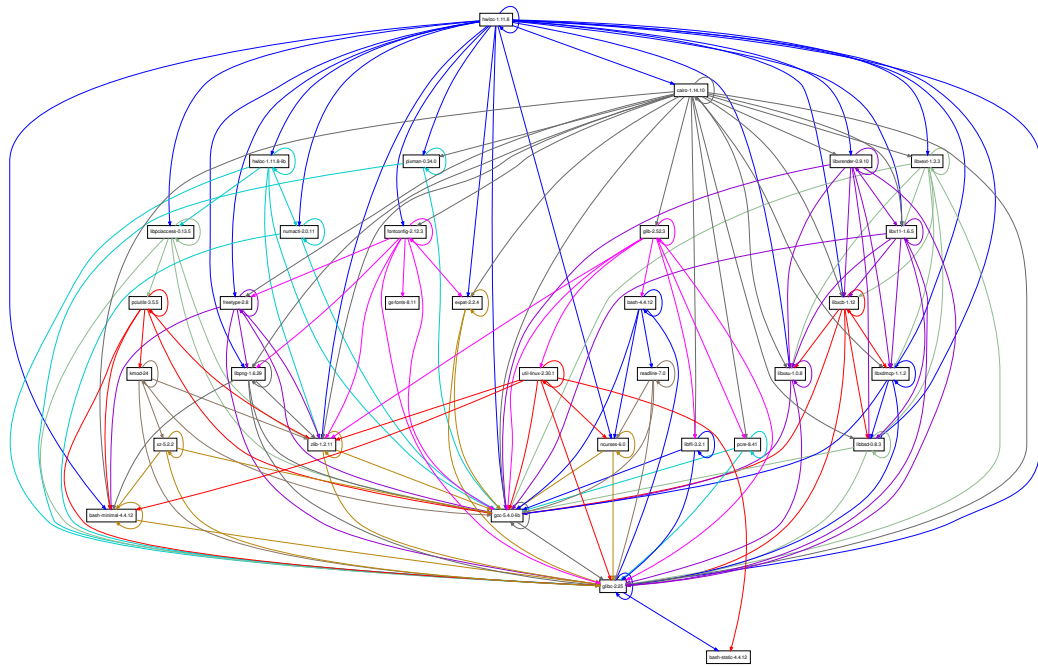 hwloc-1.11.8
cairo-1.14.10
hwloc-1.11.8-lib
pixman-0.34.0
libxrender-0.9.10
libxext-1.3.3
libpciaccess-0.13.5
numactl-2.0.11
fontconfig-2.12.3
glib-2.52.3
libx11-1.6.5
polutils-3.5.5
freetype-2.8
gs-fonts-8.11
expat-2.2.4
bash-4.4.12
libxcb-1.12
kmod-24
libpng-1.6.28
util-linux-2.30.1
readline-7.0
libxau-1.0.8
libxdmcp-1.1.2
xz-5.2.2
zlib-1.2.11
ncurses-6.0
libffi-3.2.1
pcre-8.41
libbsd-0.8.3
bash-minimal-4.4.12
gcc-5.4.0-lib
glibc-2.25
bash-static-4.4.12